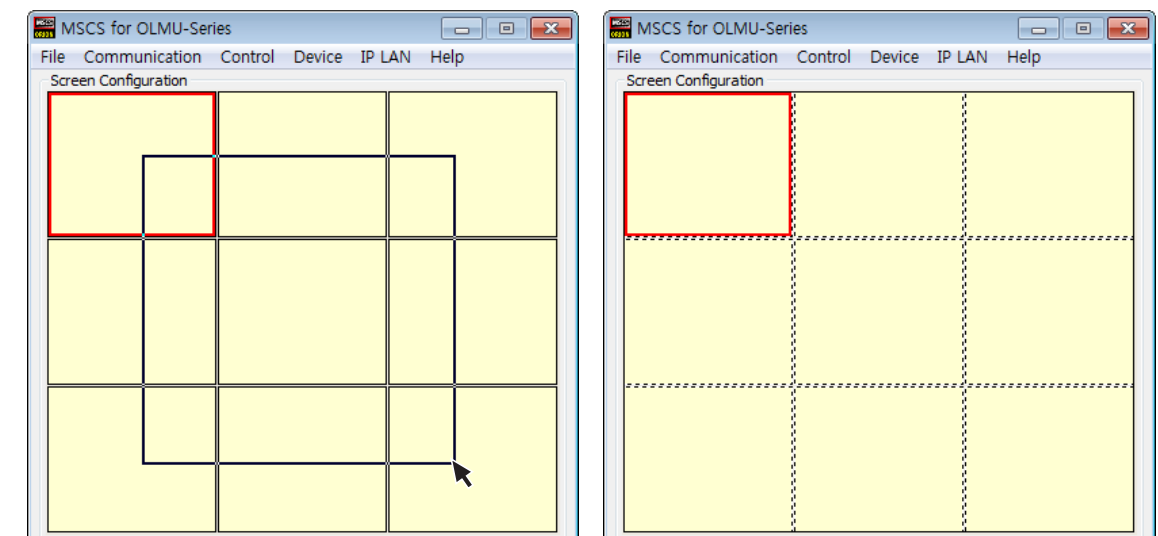 MSCS for OLMU-Series
File Communication Control Device IP LAN Help
Screen Configuration
MSCS for OLMU-Series
File Communication Control Device IP LAN Help
Screen Configuration